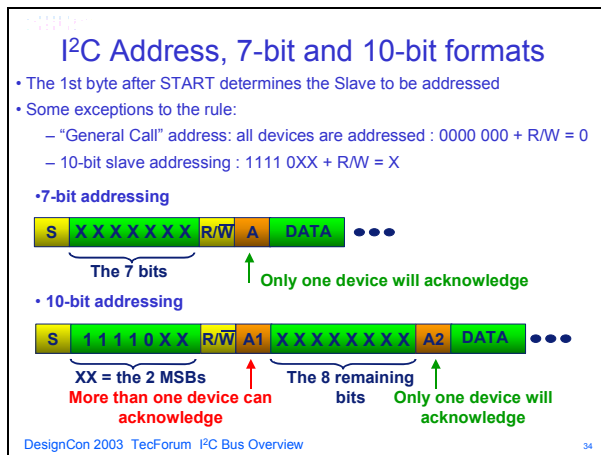 I²C Address, 7-bit and 10-bit formats
• The 1st byte after START determines the Slave to be addressed
• Some exceptions to the rule:
– “General Call” address: all devices are addressed : 0000 000 + R/W = 0
– 10-bit slave addressing : 1111 0XX + R/W = X
•7-bit addressing
S X X X X X X X R/W̅ A DATA ●●●
The 7 bits
Only one device will acknowledge
• 10-bit addressing
S 1 1 1 1 0 X X R/W̅ A1 X X X X X X X X A2 DATA ●●●
XX = the 2 MSBs
The 8 remaining
bits
More than one device can
acknowledge
Only one device will
acknowledge
DesignCon 2003 TecForum I²C Bus Overview
34